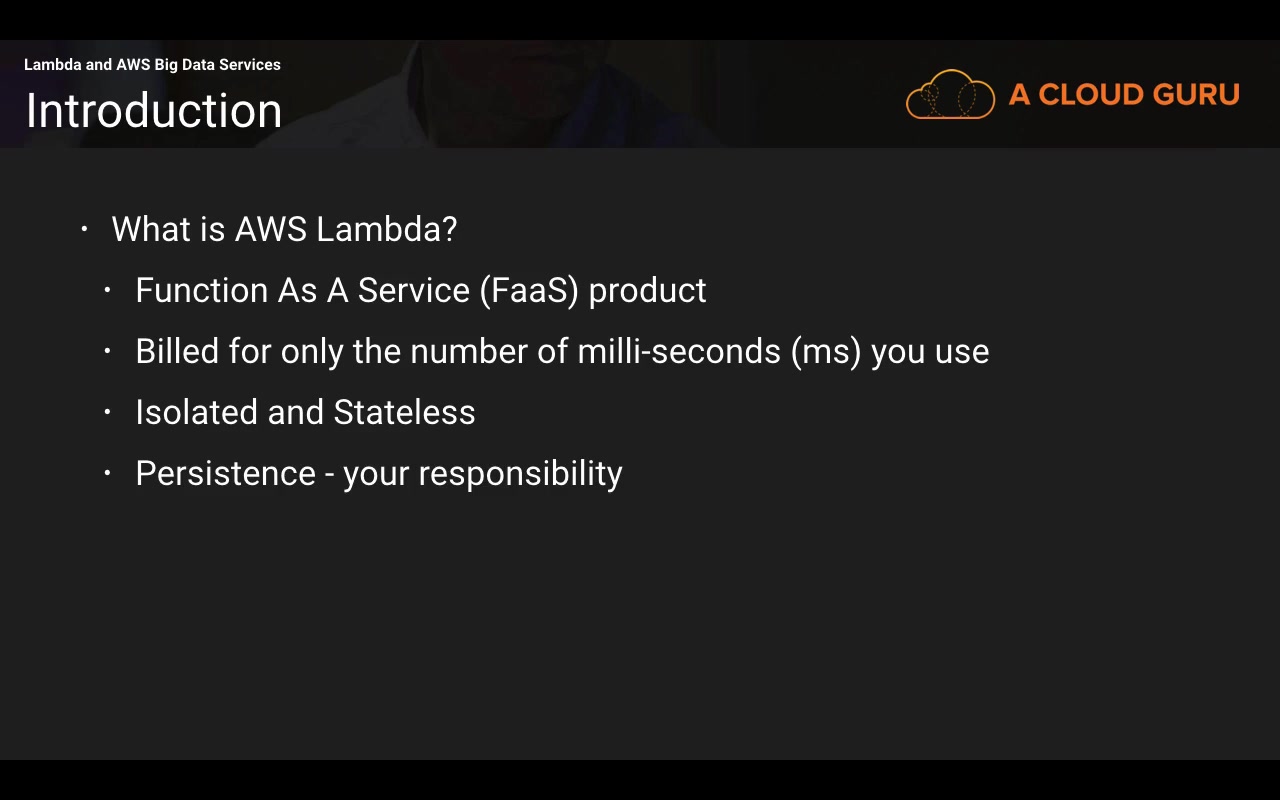 Lambda and AWS Big Data Services
Introduction
A CLOUD GURU
• What is AWS Lambda?
• Function As A Service (FaaS) product
• Billed for only the number of milli-seconds (ms) you use
• Isolated and Stateless
• Persistence - your responsibility